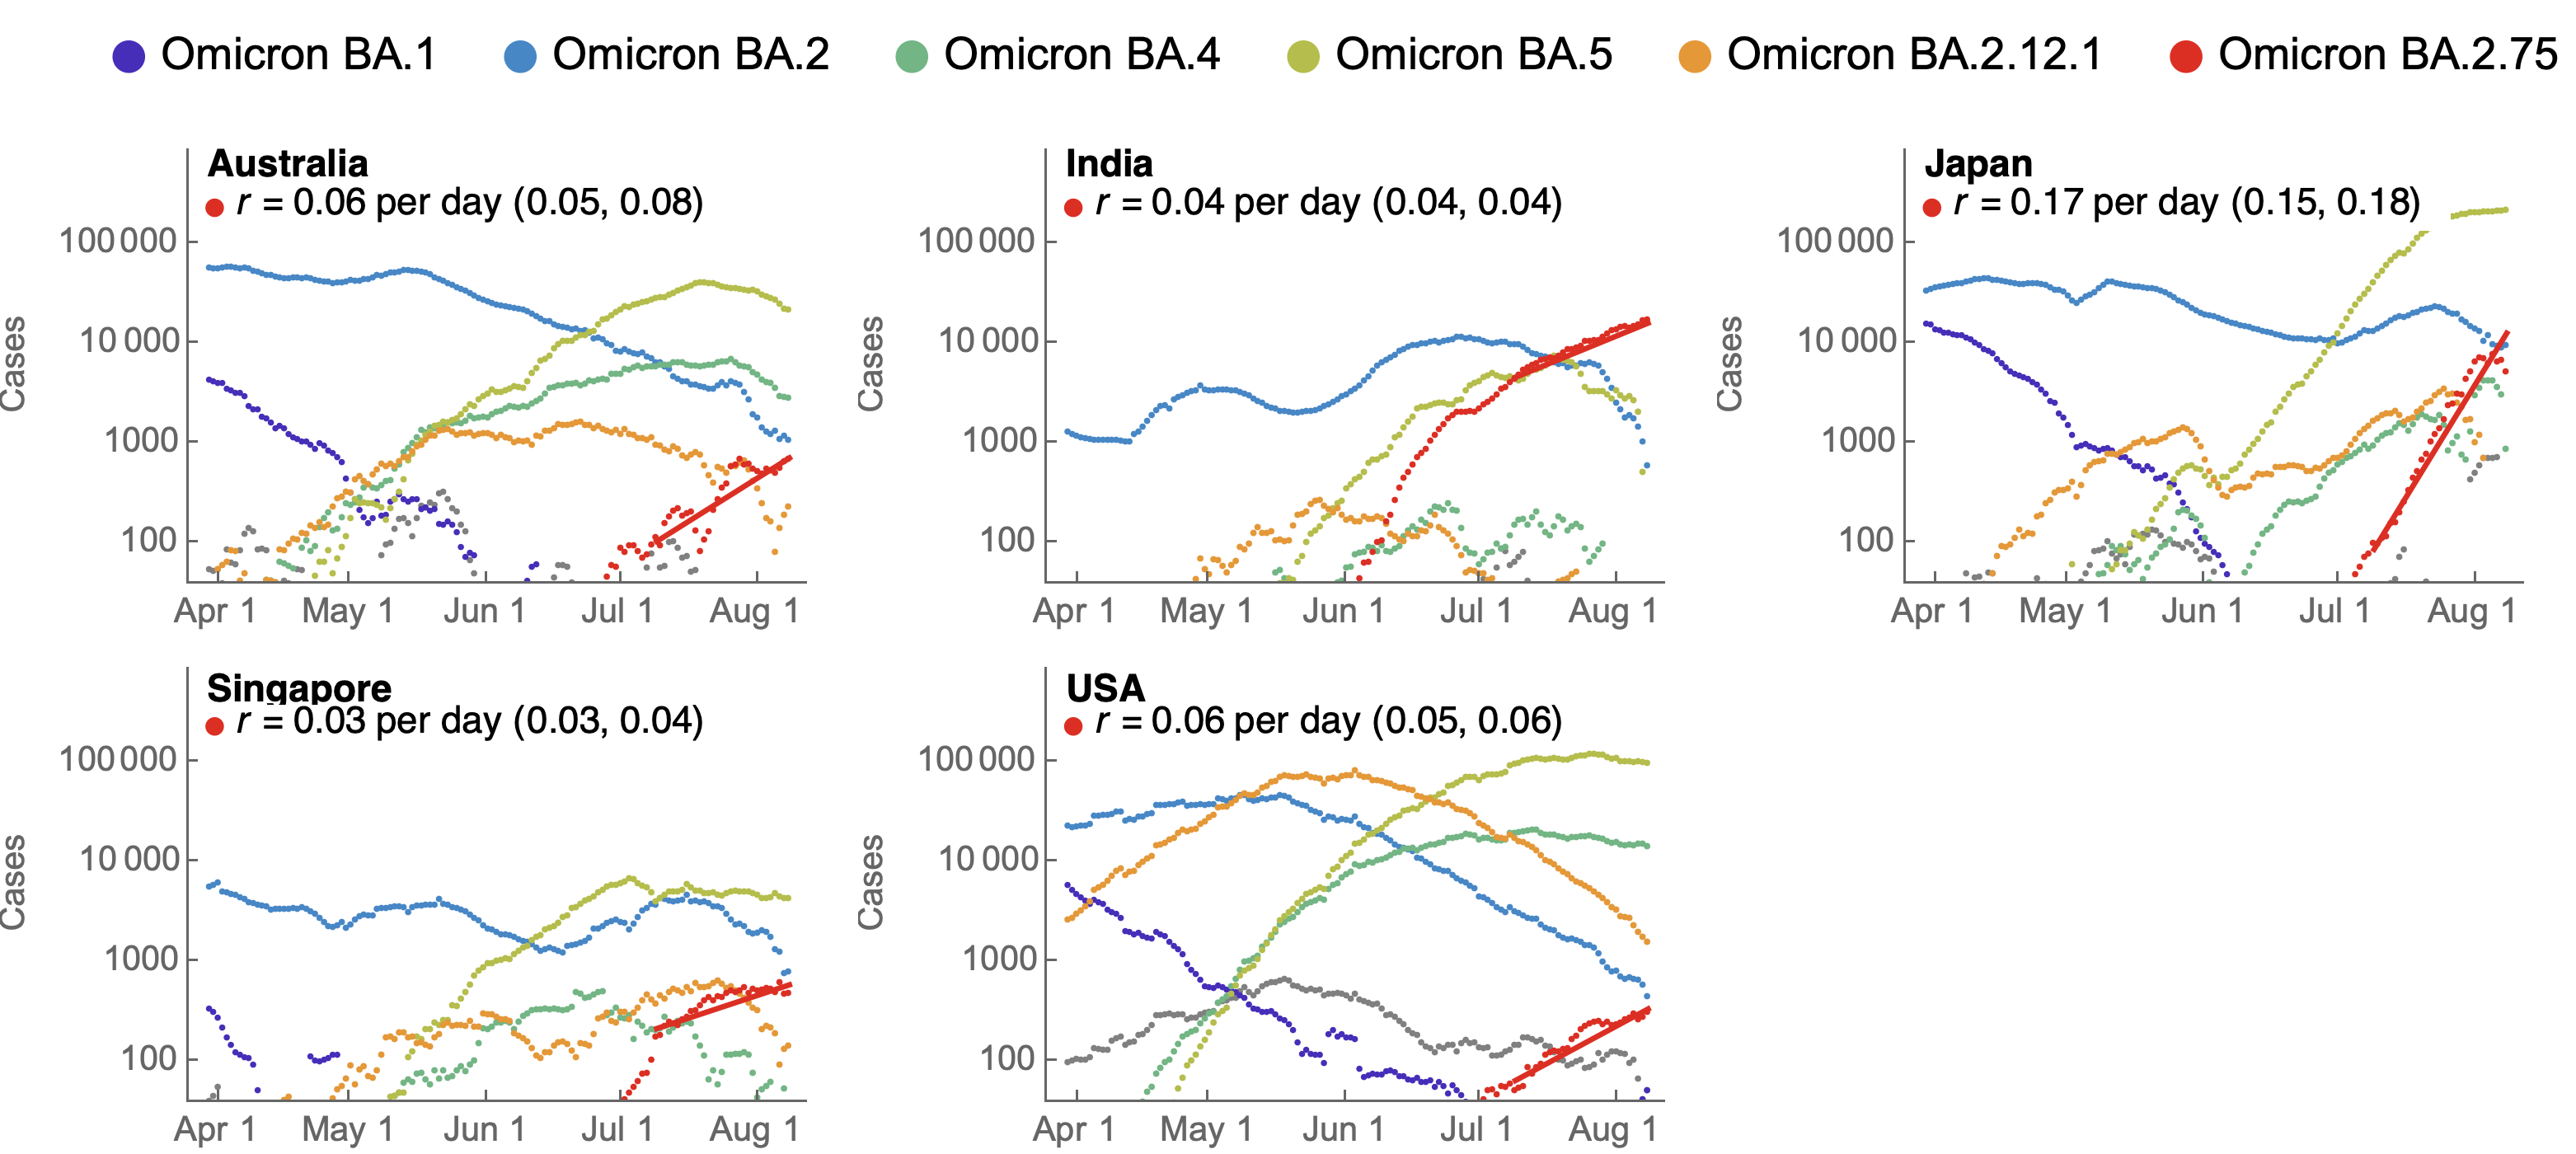 Omicron BA.1 Omicron BA.2 Omicron BA.4 Omicron BA.5 Omicron BA.2.12.1 Omicron BA.2.75
Australia
r = 0.06 per day (0.05, 0.08)
100 000
10 000
1000
100
Cases
Apr 1 May 1 Jun 1 Jul 1 Aug 1
India
r = 0.04 per day (0.04, 0.04)
100 000
10 000
1000
100
Cases
Apr 1 May 1 Jun 1 Jul 1 Aug 1
Japan
r = 0.17 per day (0.15, 0.18)
100 000
10 000
1000
100
Cases
Apr 1 May 1 Jun 1 Jul 1 Aug 1
Singapore
r = 0.03 per day (0.03, 0.04)
100 000
10 000
1000
100
Cases
Apr 1 May 1 Jun 1 Jul 1 Aug 1
USA
r = 0.06 per day (0.05, 0.06)
100 000
10 000
1000
100
Cases
Apr 1 May 1 Jun 1 Jul 1 Aug 1